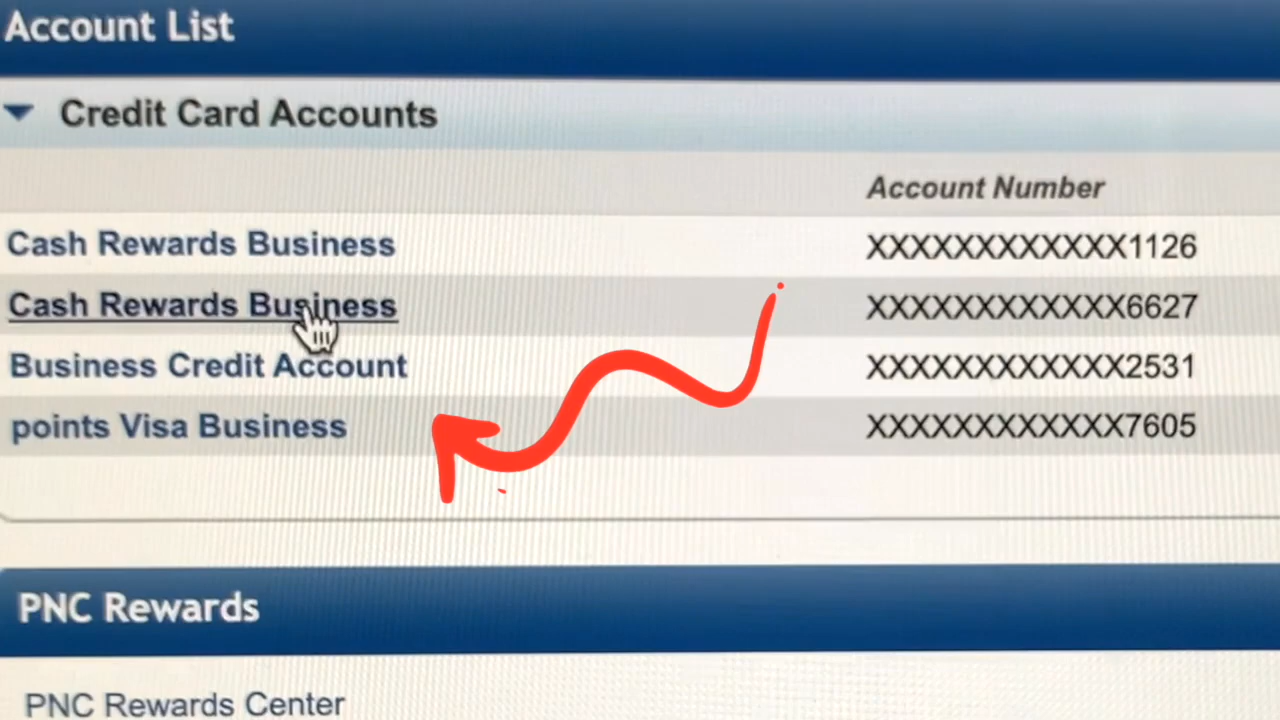 Account List
Credit Card Accounts
Account Number
Cash Rewards Business XXXXXXXXXXXX1126
Cash Rewards Business XXXXXXXXXXXX6627
Business Credit Account XXXXXXXXXXXX2531
points Visa Business XXXXXXXXXXXX7605
PNC Rewards
PNC Rewards Center